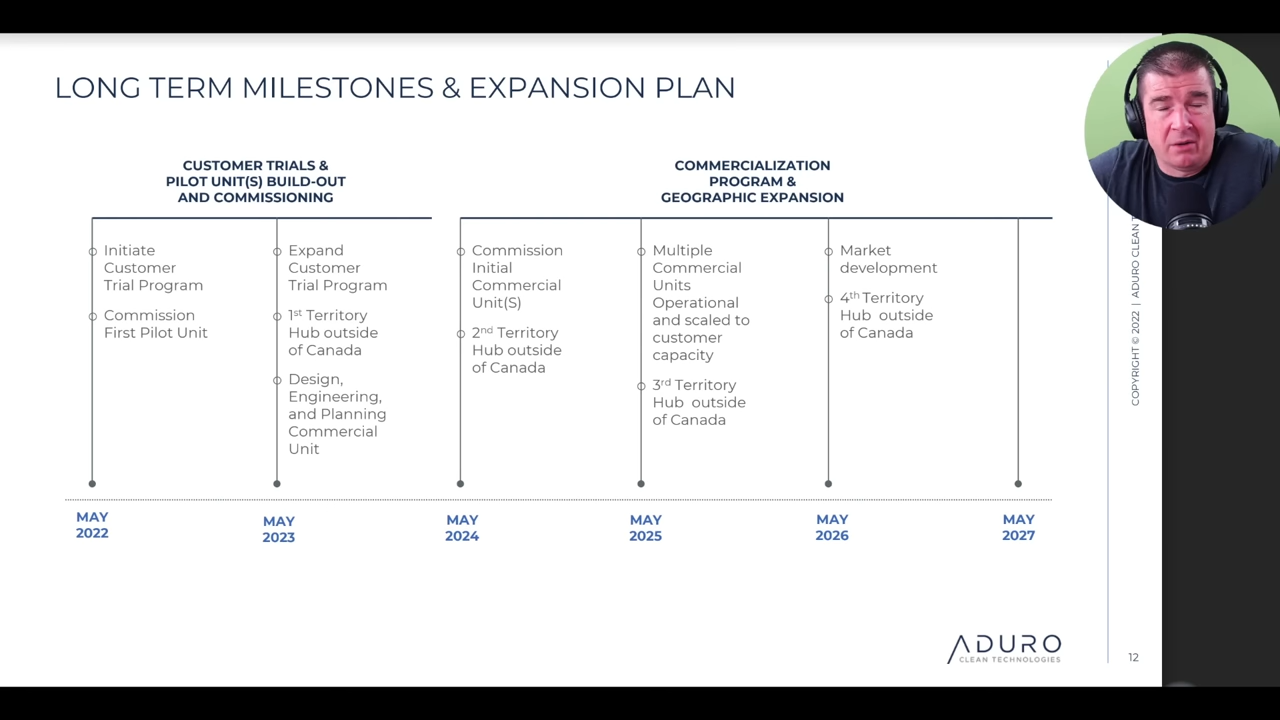 LONG TERM MILESTONES & EXPANSION PLAN
CUSTOMER TRIALS &
PILOT UNIT(S) BUILD-OUT
AND COMMISSIONING
COMMERCIALIZATION
PROGRAM &
GEOGRAPHIC EXPANSION
Initiate
Customer
Trial Program
Commission
First Pilot Unit
Expand
Customer
Trial Program
1st Territory
Hub outside
of Canada
Design,
Engineering,
and Planning
Commercial
Unit
Commission
Initial
Commercial
Unit(S)
2nd Territory
Hub outside
of Canada
Multiple
Commercial
Units
Operational
and scaled to
customer
capacity
3rd Territory
Hub outside
of Canada
Market
development
4th Territory
Hub outside
of Canada
MAY
2022
MAY
2023
MAY
2024
MAY
2025
MAY
2026
MAY
2027
COPYRIGHT © 2022 | ADURO CLEAN
ADURO
CLEAN TECHNOLOGIES
12